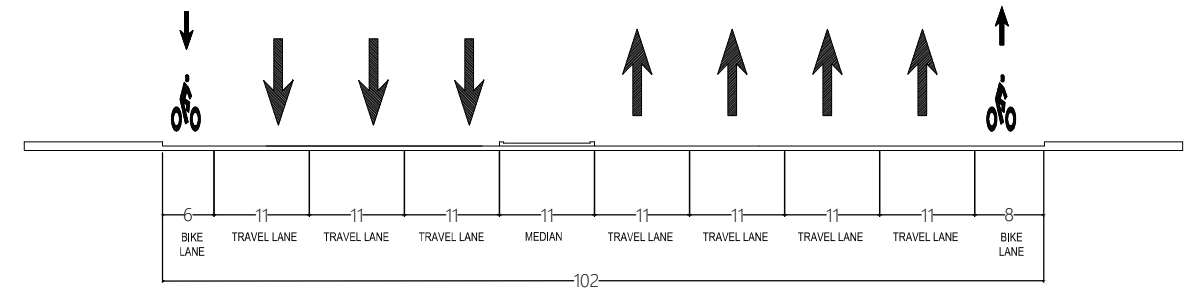 6 11 11 11 11 11 11 11 11 8
BIKE LANE TRAVEL LANE TRAVEL LANE TRAVEL LANE MEDIAN TRAVEL LANE TRAVEL LANE TRAVEL LANE TRAVEL LANE BIKE LANE
102